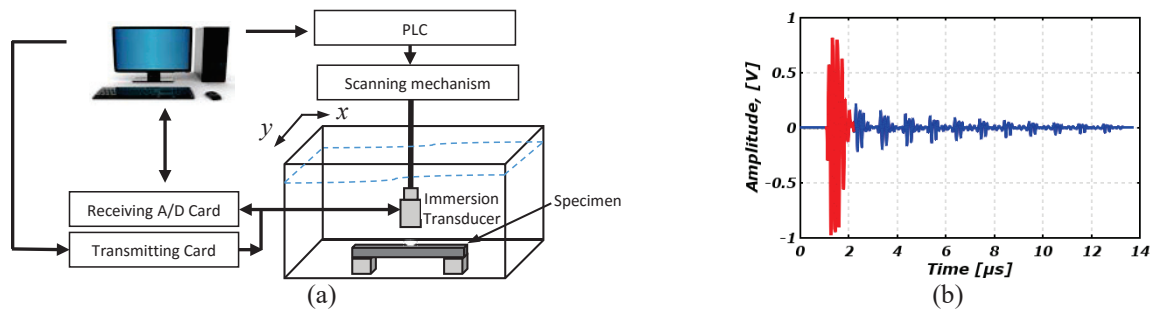 PLC
Scanning mechanism
x
y
Receiving A/D Card
Transmitting Card
Immersion
Transducer
Specimen
(a)
1
0.5
0
−0.5
−1
Amplitude, [V]
0 2 4 6 8 10 12 14
Time [µs]
(b)